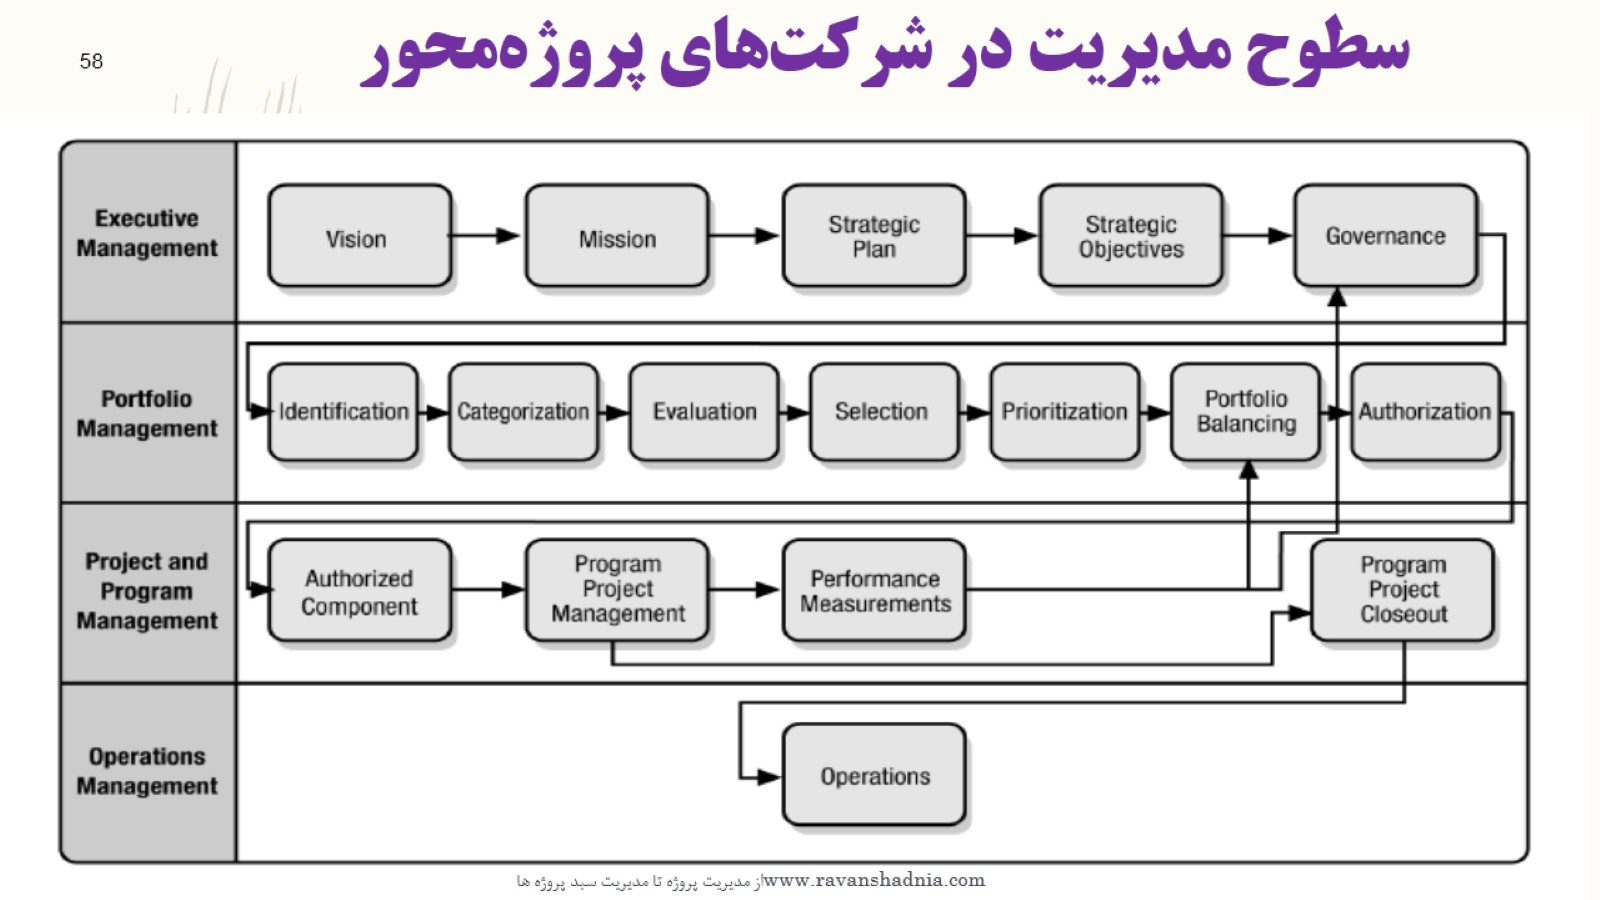 سطوح مدیریت در شرکت‌های پروژه‌محور
58
Executive
Management
Vision
Mission
Strategic
Plan
Strategic
Objectives
Governance
Portfolio
Management
Identification
Categorization
Evaluation
Selection
Prioritization
Portfolio
Balancing
Authorization
Project and
Program
Management
Authorized
Component
Program
Project
Management
Performance
Measurements
Program
Project
Closeout
Operations
Management
Operations
www.ravanshadnia.comاز مدیریت پروژه تا مدیریت سبد پروژه ها